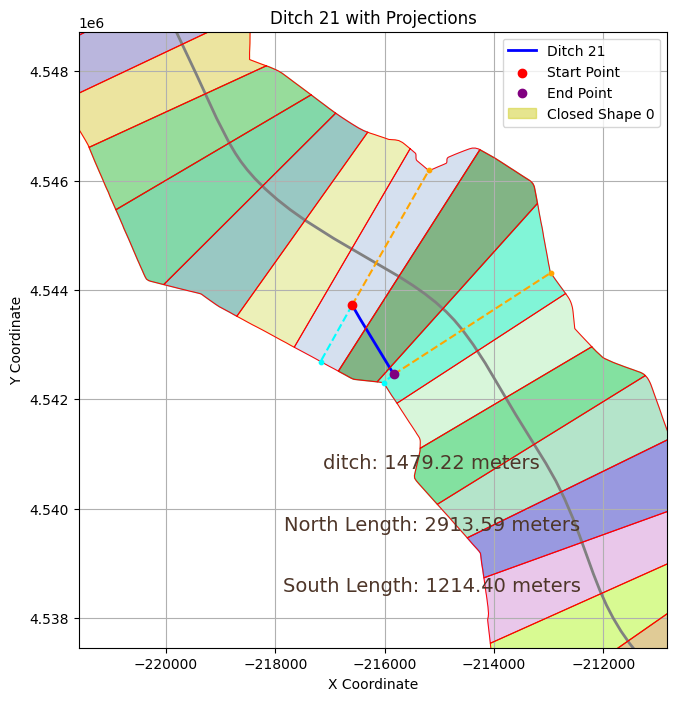 Ditch 21 with Projections
1e6
Ditch 21
Start Point
End Point
Closed Shape 0
4.548
4.546
4.544
4.542
4.540
4.538
Y Coordinate
ditch: 1479.22 meters
North Length: 2913.59 meters
South Length: 1214.40 meters
−220000 −218000 −216000 −214000 −212000
X Coordinate